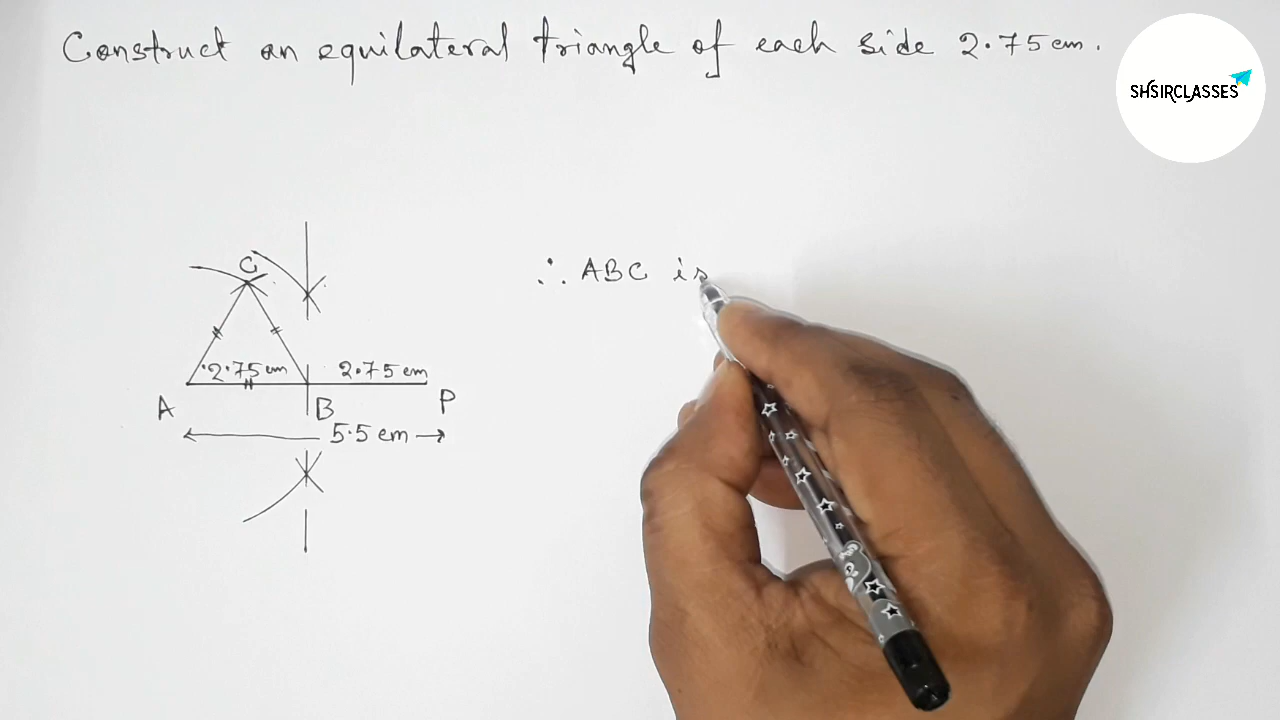 Construct an equilateral triangle of each side 2.75 cm.
SHSIRCLASSES
∴ ABC is
C
2.75 cm 2.75 cm
A B P
5.5 cm